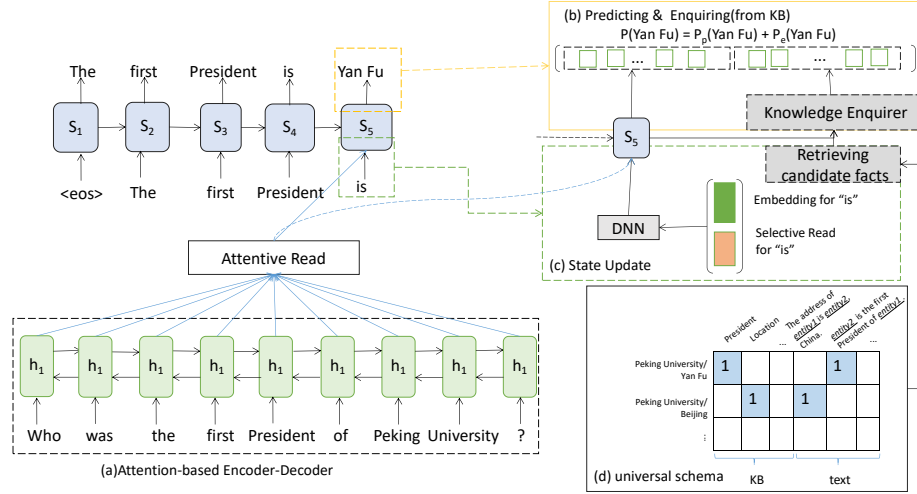 (b) Predicting & Enquiring(from KB)
P(Yan Fu) = Pp(Yan Fu) + Pe(Yan Fu)
... ...
The first President is Yan Fu
S1 S2 S3 S4 S5
<eos> The first President is
S5
Knowledge Enquirer
Retrieving
candidate facts
Embedding for “is”
DNN
Selective Read
for “is”
(c) State Update
Attentive Read
h1 h1 h1 h1 h1 h1 h1 h1 h1
Who was the first President of Peking University ?
(a)Attention-based Encoder-Decoder
President
Location
...
The address of
entity1 is entity2,
China.
entity2 is the first
President of entity1.
...
Peking University/
Yan Fu
1 1
Peking University/
Beijing
1 1
...
KB text
(d) universal schema